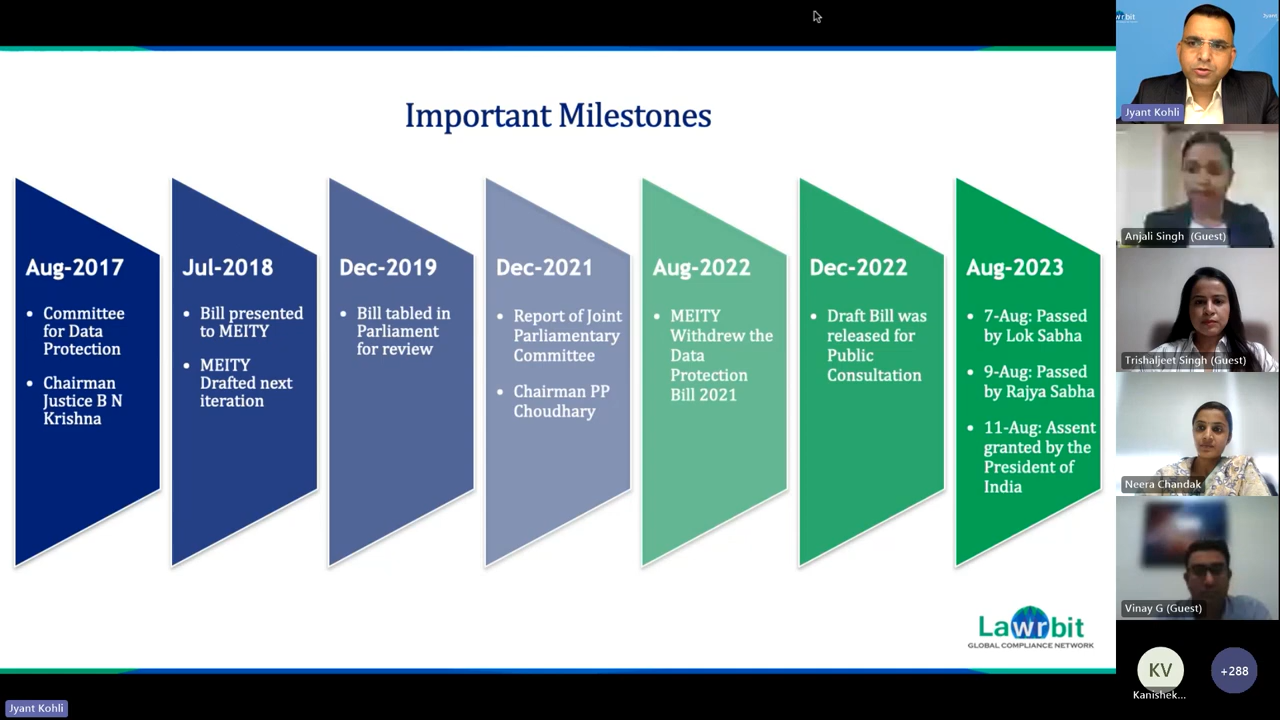 Important Milestones
Aug-2017
• Committee
for Data
Protection
• Chairman
Justice B N
Krishna
Jul-2018
• Bill presented
to MEITY
• MEITY
Drafted next
iteration
Dec-2019
• Bill tabled in
Parliament
for review
Dec-2021
• Report of Joint
Parliamentary
Committee
• Chairman PP
Choudhary
Aug-2022
• MEITY
Withdrew the
Data
Protection
Bill 2021
Dec-2022
• Draft Bill was
released for
Public
Consultation
Aug-2023
• 7-Aug: Passed
by Lok Sabha
• 9-Aug: Passed
by Rajya Sabha
• 11-Aug: Assent
granted by the
President of
India
Lawrbit
GLOBAL COMPLIANCE NETWORK
Jyant Kohli
Jyant Kohli
Anjali Singh (Guest)
Trishaljeet Singh (Guest)
Neera Chandak
Vinay G (Guest)
KV
Kanishek...
+288